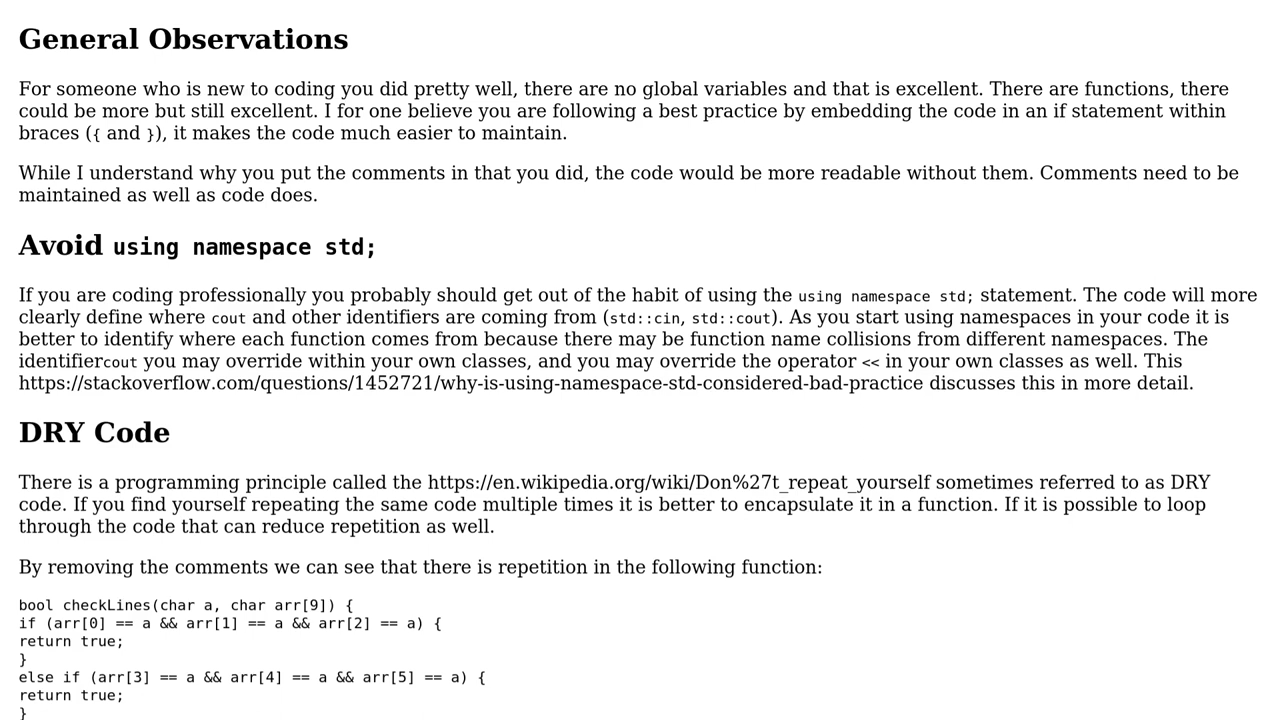 General Observations
For someone who is new to coding you did pretty well, there are no global variables and that is excellent. There are functions, there
could be more but still excellent. I for one believe you are following a best practice by embedding the code in an if statement within
braces ({ and }), it makes the code much easier to maintain.
While I understand why you put the comments in that you did, the code would be more readable without them. Comments need to be
maintained as well as code does.
Avoid using namespace std;
If you are coding professionally you probably should get out of the habit of using the using namespace std; statement. The code will more
clearly define where cout and other identifiers are coming from (std::cin, std::cout). As you start using namespaces in your code it is
better to identify where each function comes from because there may be function name collisions from different namespaces. The
identifiercout you may override within your own classes, and you may override the operator << in your own classes as well. This
https://stackoverflow.com/questions/1452721/why-is-using-namespace-std-considered-bad-practice discusses this in more detail.
DRY Code
There is a programming principle called the https://en.wikipedia.org/wiki/Don%27t_repeat_yourself sometimes referred to as DRY
code. If you find yourself repeating the same code multiple times it is better to encapsulate it in a function. If it is possible to loop
through the code that can reduce repetition as well.
By removing the comments we can see that there is repetition in the following function:
bool checkLines(char a, char arr[9]) {
if (arr[0] == a && arr[1] == a && arr[2] == a) {
return true;
}
else if (arr[3] == a && arr[4] == a && arr[5] == a) {
return true;
}